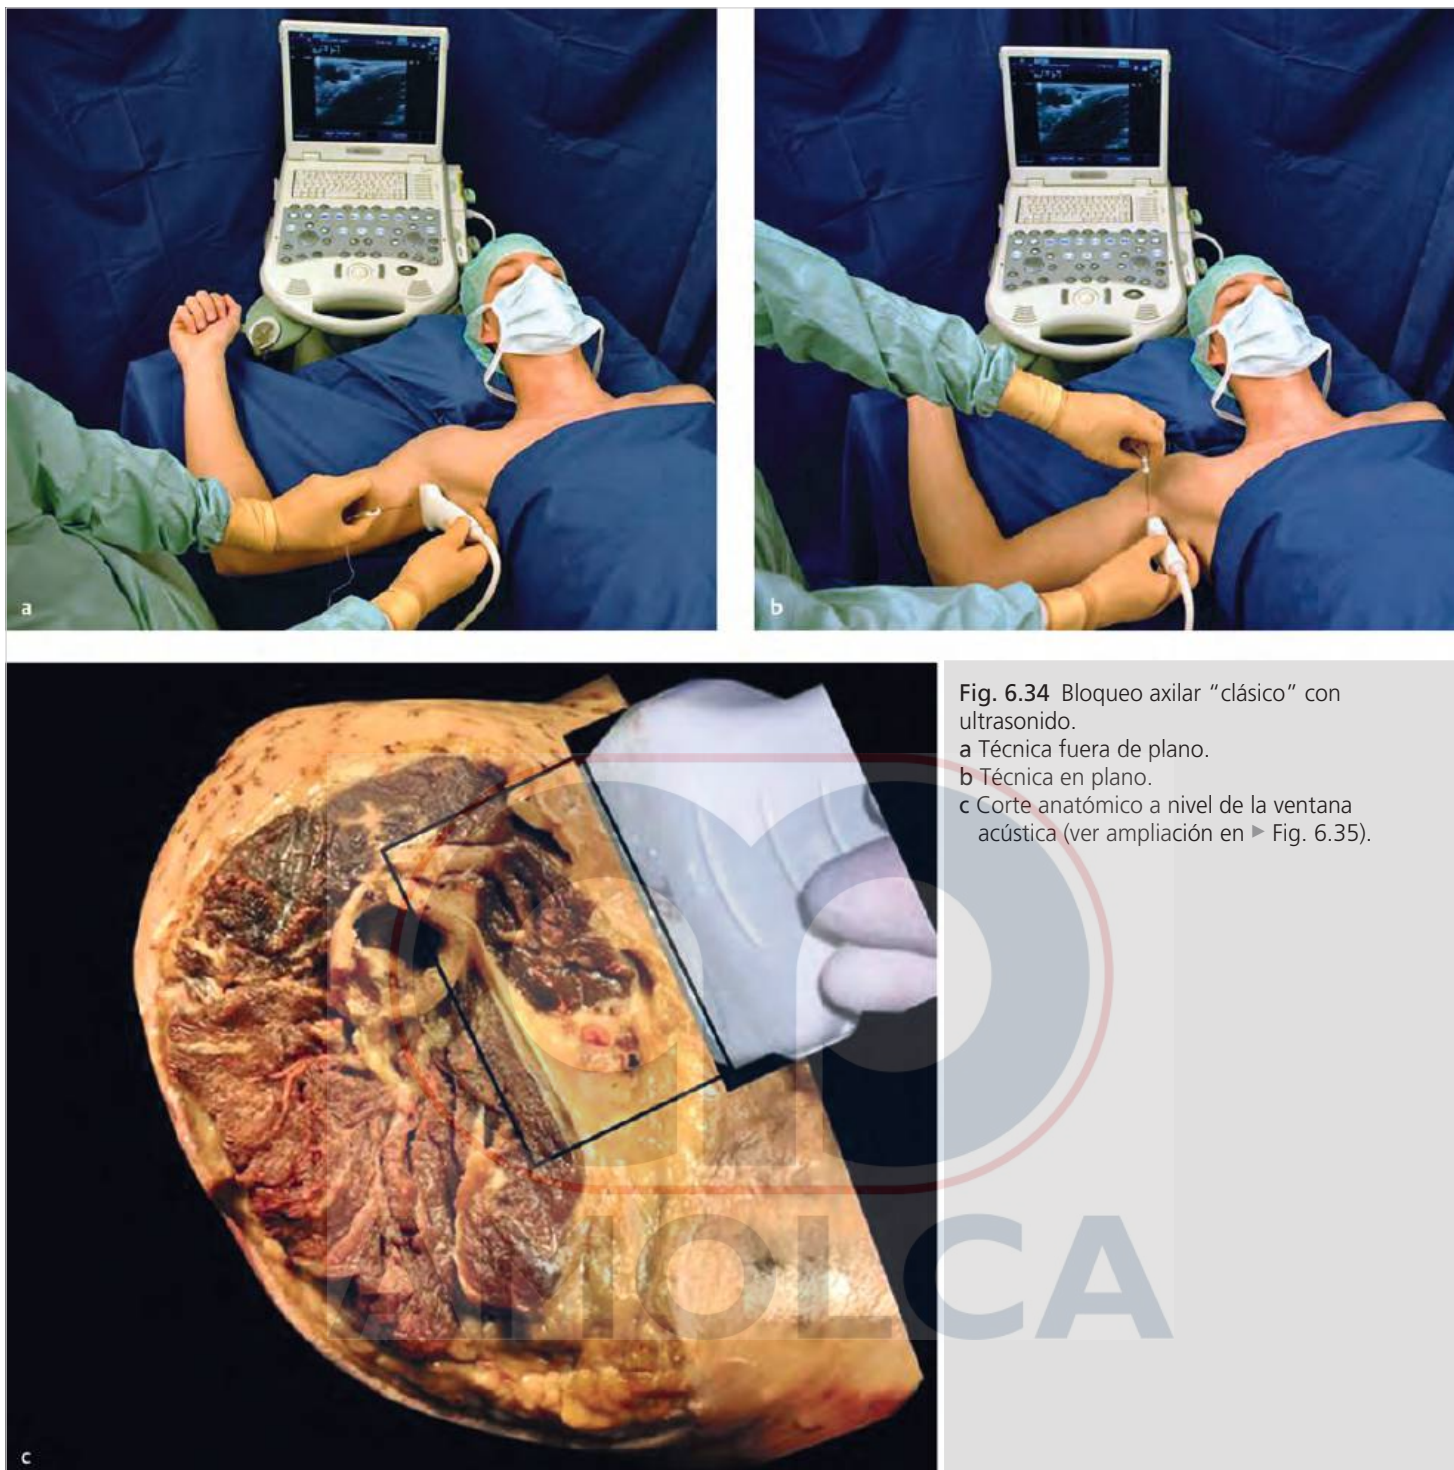 a
b
Fig. 6.34 Bloqueo axilar “clásico” con
ultrasonido.
a Técnica fuera de plano.
b Técnica en plano.
c Corte anatómico a nivel de la ventana
acústica (ver ampliación en ▶ Fig. 6.35).
c
AMOLCA